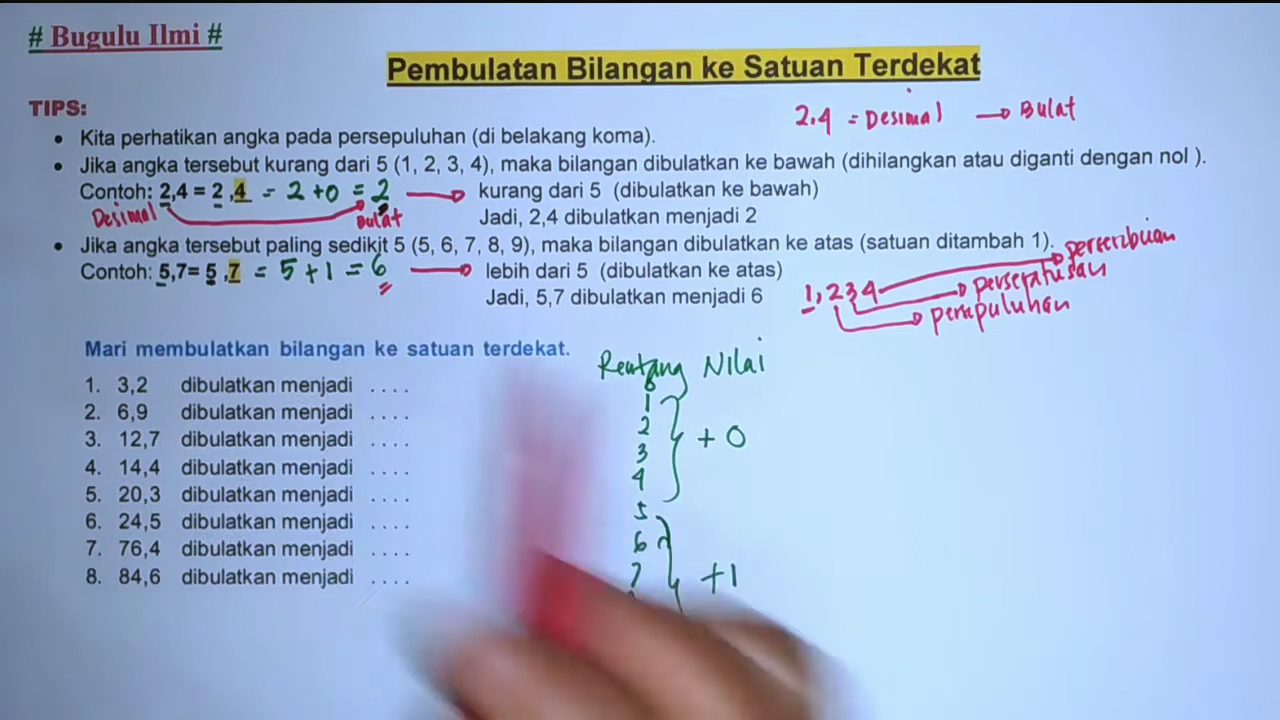 # Bugulu Ilmi #
Pembulatan Bilangan ke Satuan Terdekat
TIPS:
2.4 = Desimal → Bulat
• Kita perhatikan angka pada persepuluhan (di belakang koma).
• Jika angka tersebut kurang dari 5 (1, 2, 3, 4), maka bilangan dibulatkan ke bawah (dihilangkan atau diganti dengan nol ).
Contoh: 2,4 = 2 ,4 = 2 + 0 = 2 → kurang dari 5 (dibulatkan ke bawah)
Desimal Bulat
Jadi, 2,4 dibulatkan menjadi 2
• Jika angka tersebut paling sedikit 5 (5, 6, 7, 8, 9), maka bilangan dibulatkan ke atas (satuan ditambah 1).
Contoh: 5,7= 5 ,7 = 5 + 1 = 6 → lebih dari 5 (dibulatkan ke atas)
Jadi, 5,7 dibulatkan menjadi 6
1,234
perseribuan
perseratusan
persepuluhan
Mari membulatkan bilangan ke satuan terdekat.
1. 3,2 dibulatkan menjadi . . . .
2. 6,9 dibulatkan menjadi . . . .
3. 12,7 dibulatkan menjadi . . . .
4. 14,4 dibulatkan menjadi . . . .
5. 20,3 dibulatkan menjadi . . . .
6. 24,5 dibulatkan menjadi . . . .
7. 76,4 dibulatkan menjadi . . . .
8. 84,6 dibulatkan menjadi . . . .
Rentang Nilai
0
1
2
3
4
+ 0
5
6
7
+1